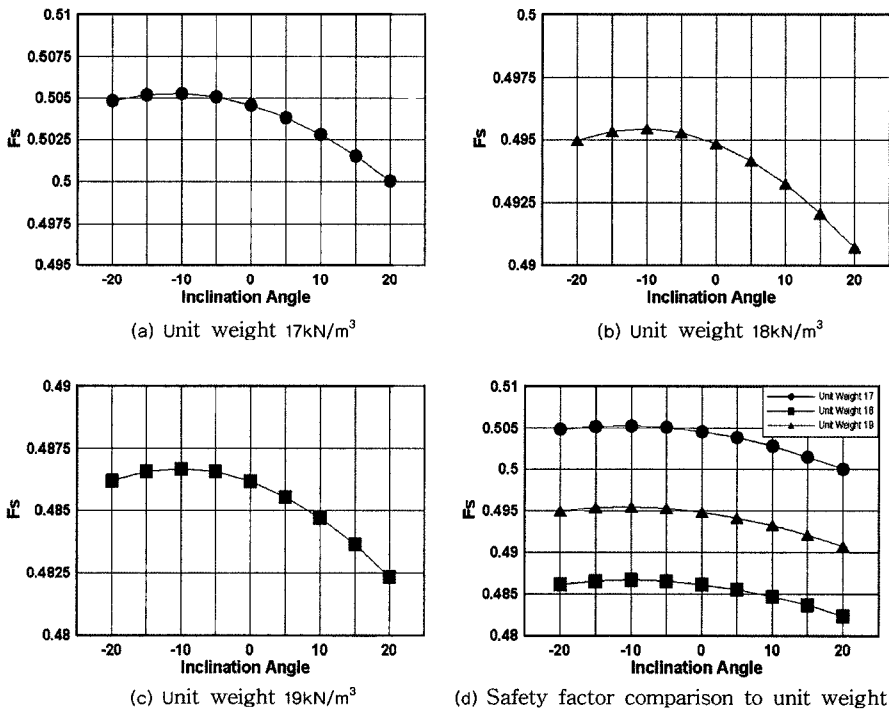 0.51
0.5075
0.505
0.5025
0.5
0.4975
0.495
Fs
-20 -10 0 10 20
Inclination Angle
(a) Unit weight 17kN/m³
0.5
0.4975
0.495
0.4925
0.49
Fs
-20 -10 0 10 20
Inclination Angle
(b) Unit weight 18kN/m³
0.49
0.4875
0.485
0.4825
0.48
Fs
-20 -10 0 10 20
Inclination Angle
(c) Unit weight 19kN/m³
0.51
0.505
0.5
0.495
0.49
0.485
0.48
Fs
Unit Weight 17
Unit Weight 18
Unit Weight 19
-20 -10 0 10 20
Inclination Angle
(d) Safety factor comparison to unit weight